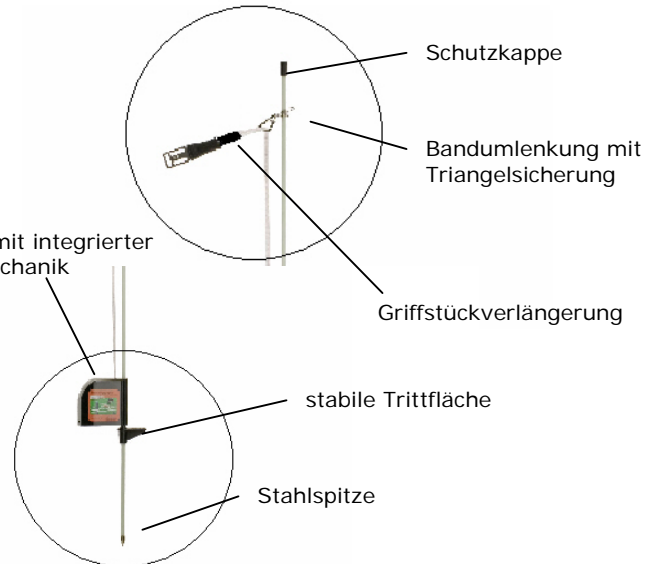 Schutzkappe
Bandumlenkung mit
Triangelsicherung
mit integrierter
chanik
Griffstückverlängerung
stabile Trittfläche
Stahlspitze